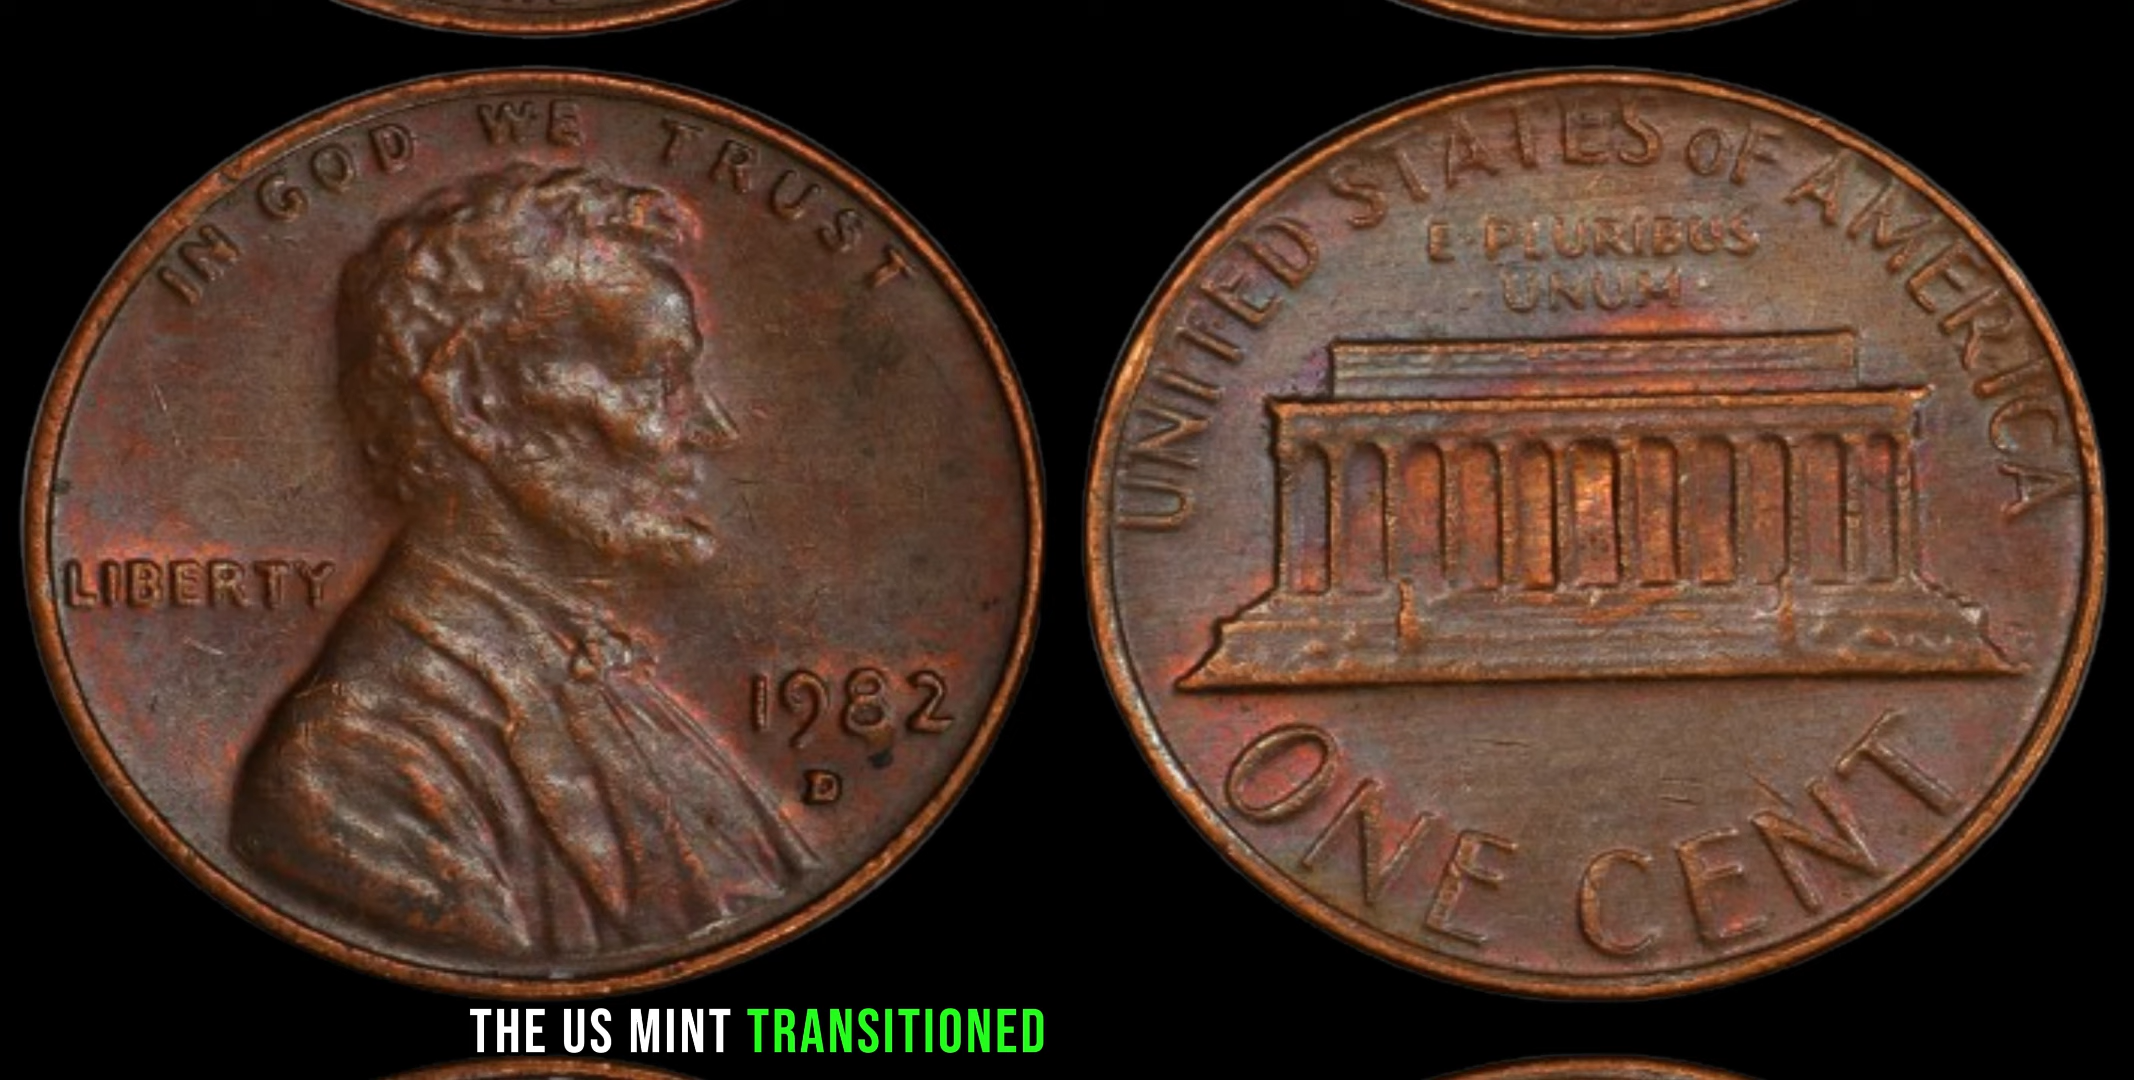 IN GOD WE TRUST
LIBERTY
1982
D
UNITED STATES OF AMERICA
E PLURIBUS
UNUM
ONE CENT
THE US MINT TRANSITIONED